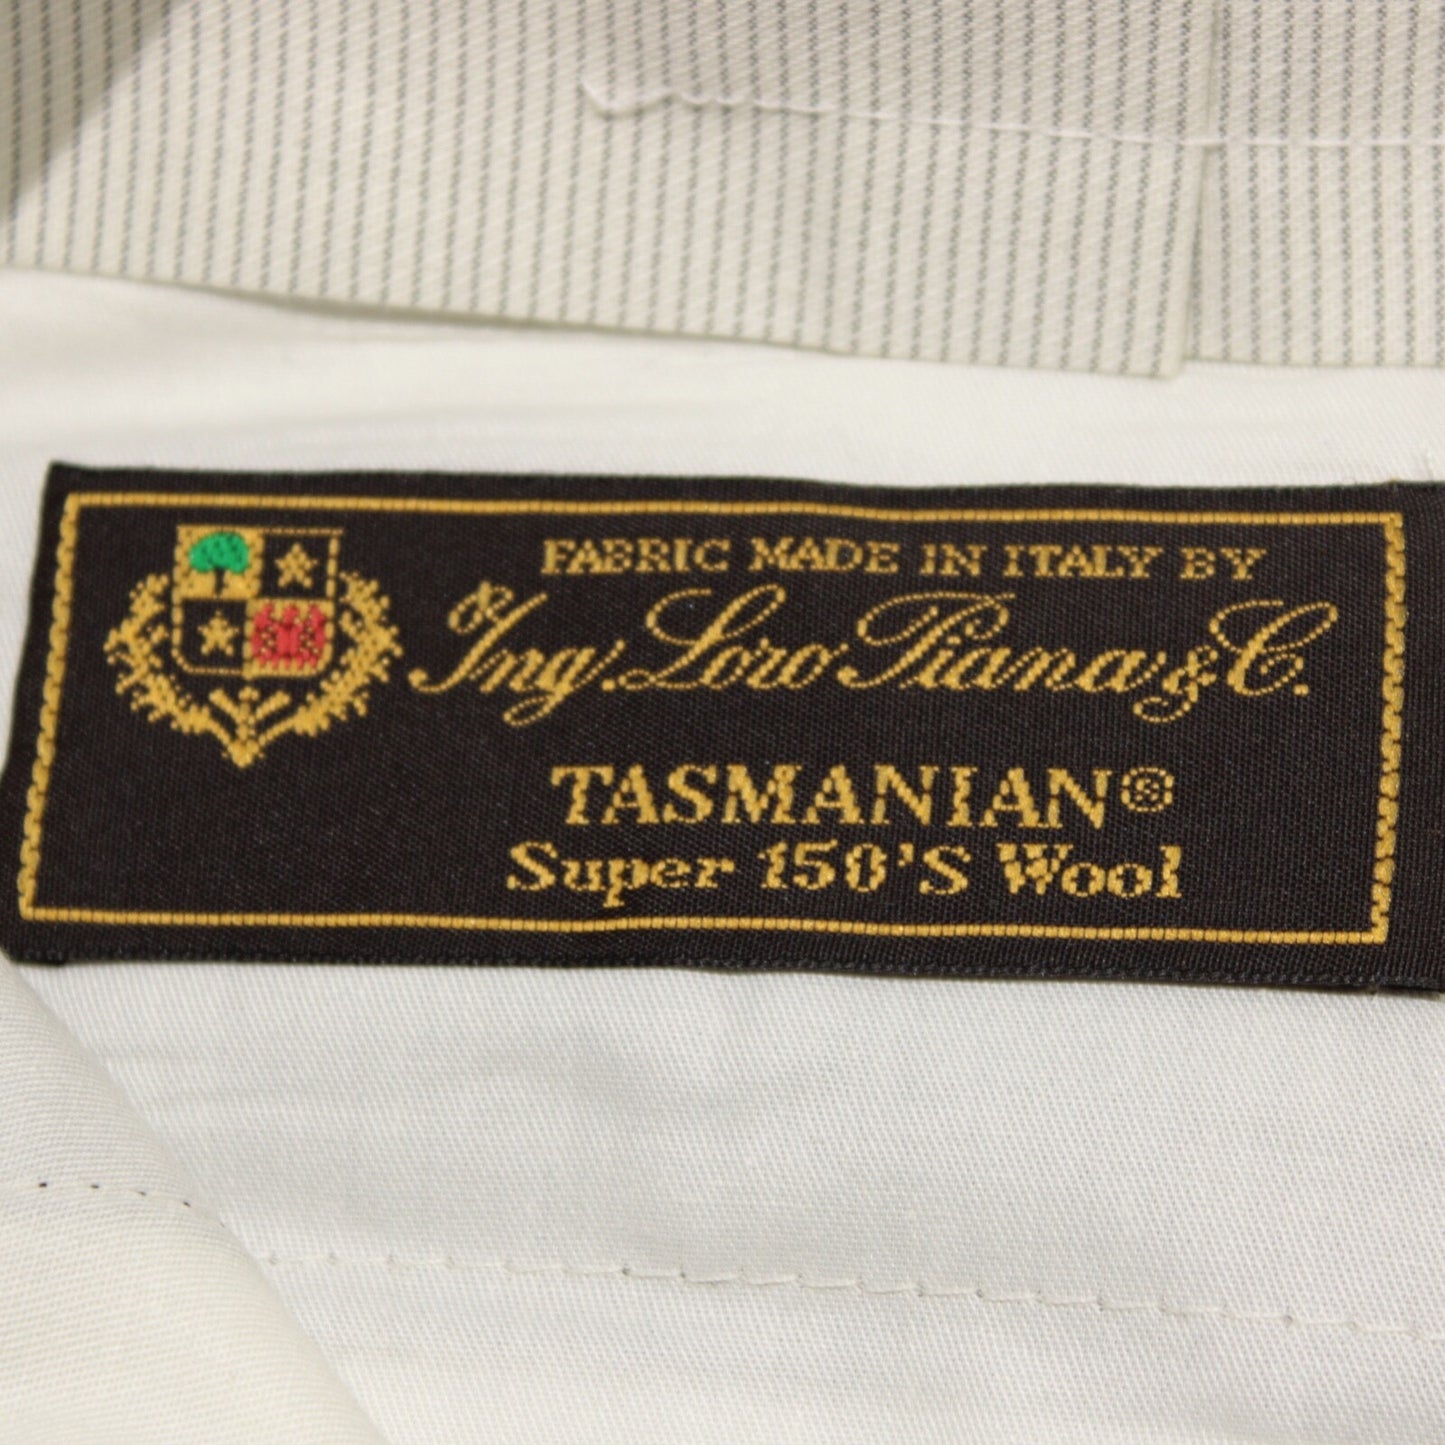 FABRIC MADE IN ITALY BY
Ing. Loro Piana & C.
TASMANIAN®
Super 150'S Wool